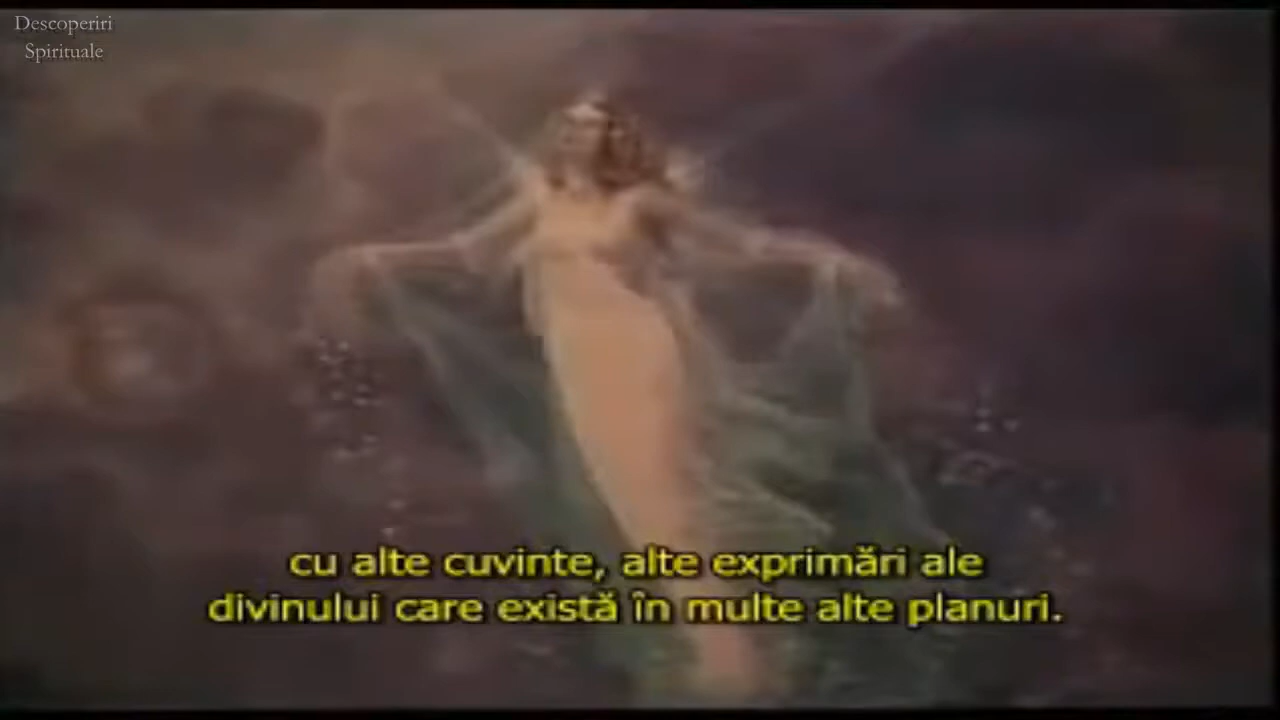 Descoperiri
Spirituale
cu alte cuvinte, alte exprimări ale
divinului care există în multe alte planuri.